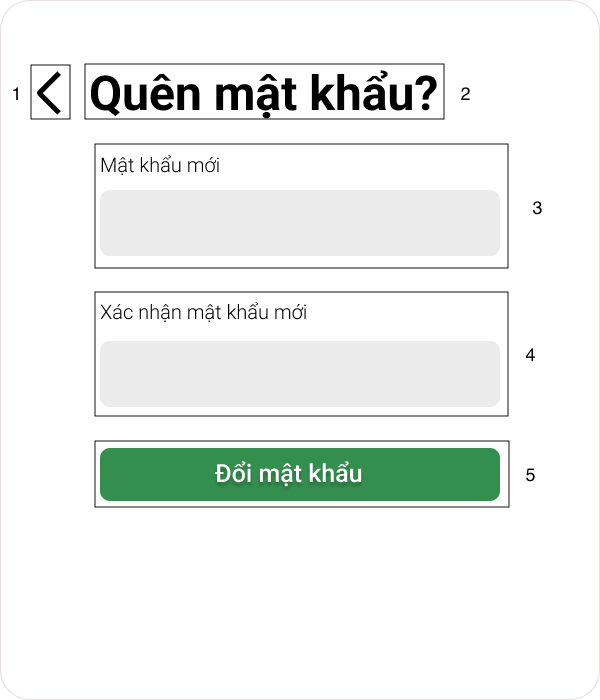 1
Quên mật khẩu?
2
Mật khẩu mới
3
Xác nhận mật khẩu mới
4
Đổi mật khẩu
5